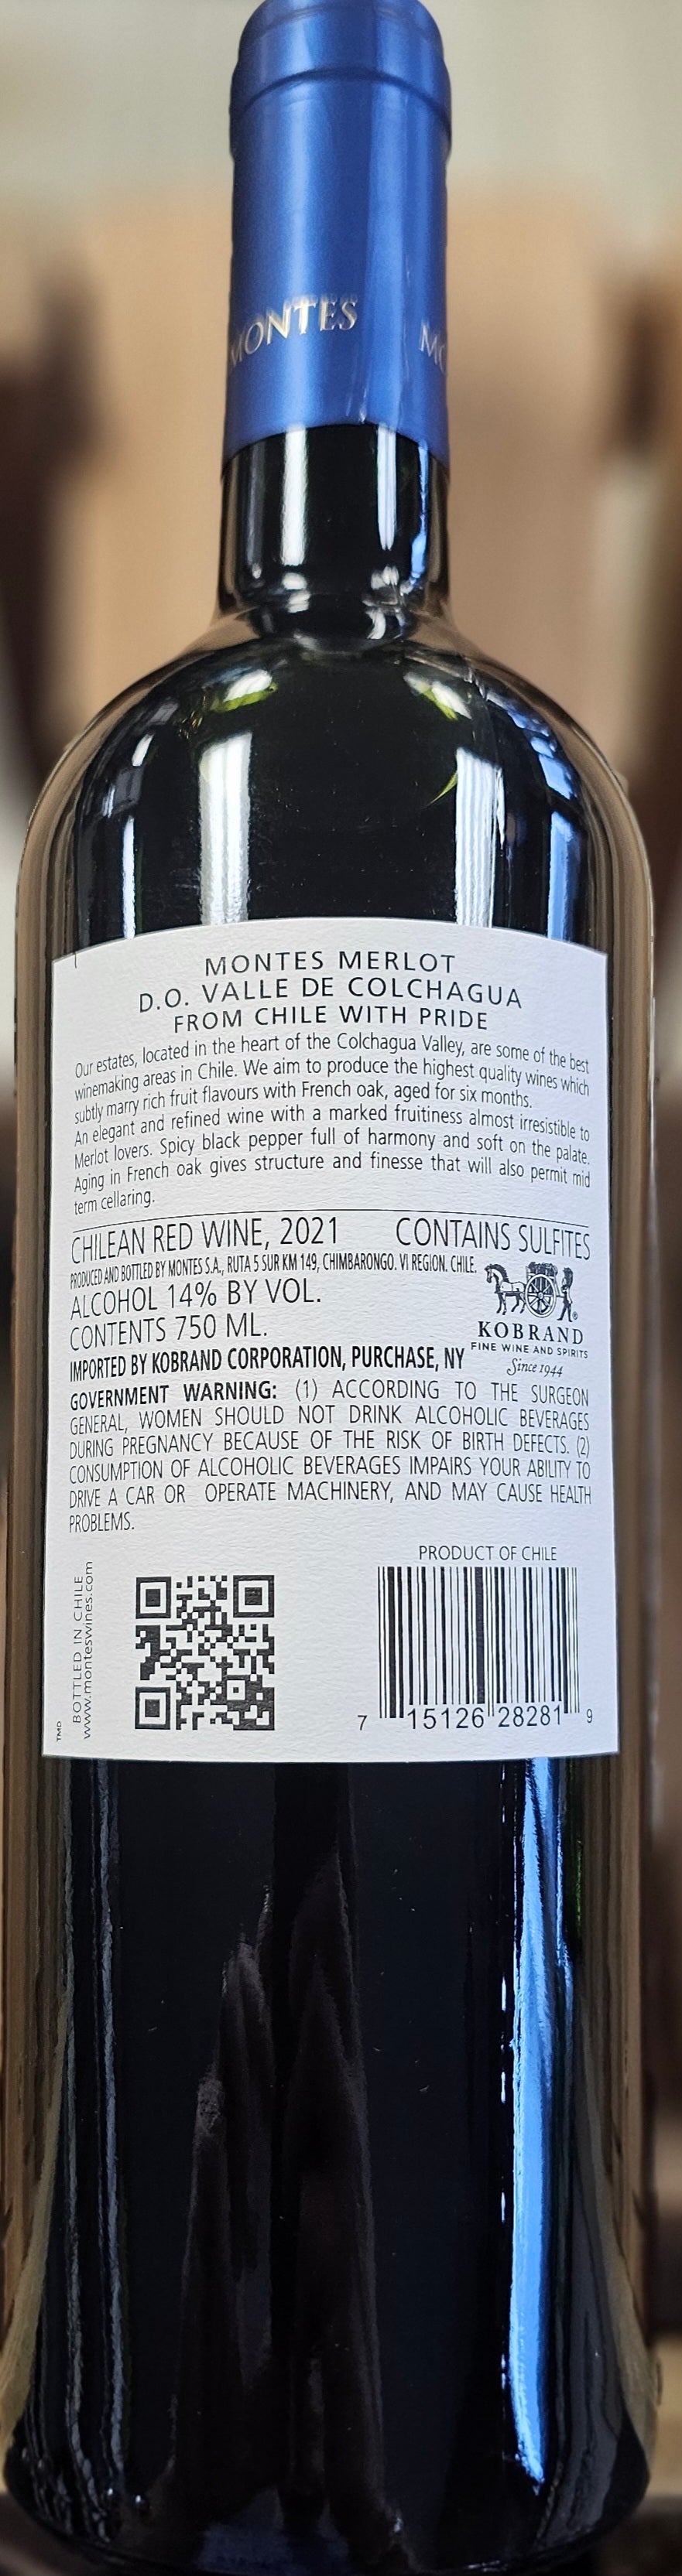 MONTES
MONTES MERLOT
D.O. VALLE DE COLCHAGUA
FROM CHILE WITH PRIDE
Our estates, located in the heart of the Colchagua Valley, are some of the best
winemaking areas in Chile. We aim to produce the highest quality wines which
subtly marry rich fruit flavours with French oak, aged for six months.
An elegant and refined wine with a marked fruitiness almost irresistible to
Merlot lovers. Spicy black pepper full of harmony and soft on the palate.
Aging in French oak gives structure and finesse that will also permit mid
term cellaring.
CHILEAN RED WINE, 2021 CONTAINS SULFITES
PRODUCED AND BOTTLED BY MONTES S.A., RUTA 5 SUR KM 149, CHIMBARONGO. VI REGION. CHILE.
ALCOHOL 14% BY VOL.
CONTENTS 750 ML.
IMPORTED BY KOBRAND CORPORATION, PURCHASE, NY
KOBRAND
FINE WINE AND SPIRITS
Since 1944
GOVERNMENT WARNING: (1) ACCORDING TO THE SURGEON
GENERAL, WOMEN SHOULD NOT DRINK ALCOHOLIC BEVERAGES
DURING PREGNANCY BECAUSE OF THE RISK OF BIRTH DEFECTS. (2)
CONSUMPTION OF ALCOHOLIC BEVERAGES IMPAIRS YOUR ABILITY TO
DRIVE A CAR OR OPERATE MACHINERY, AND MAY CAUSE HEALTH
PROBLEMS.
TMD
BOTTLED IN CHILE
www.monteswines.com
PRODUCT OF CHILE
7 15126 28281 9